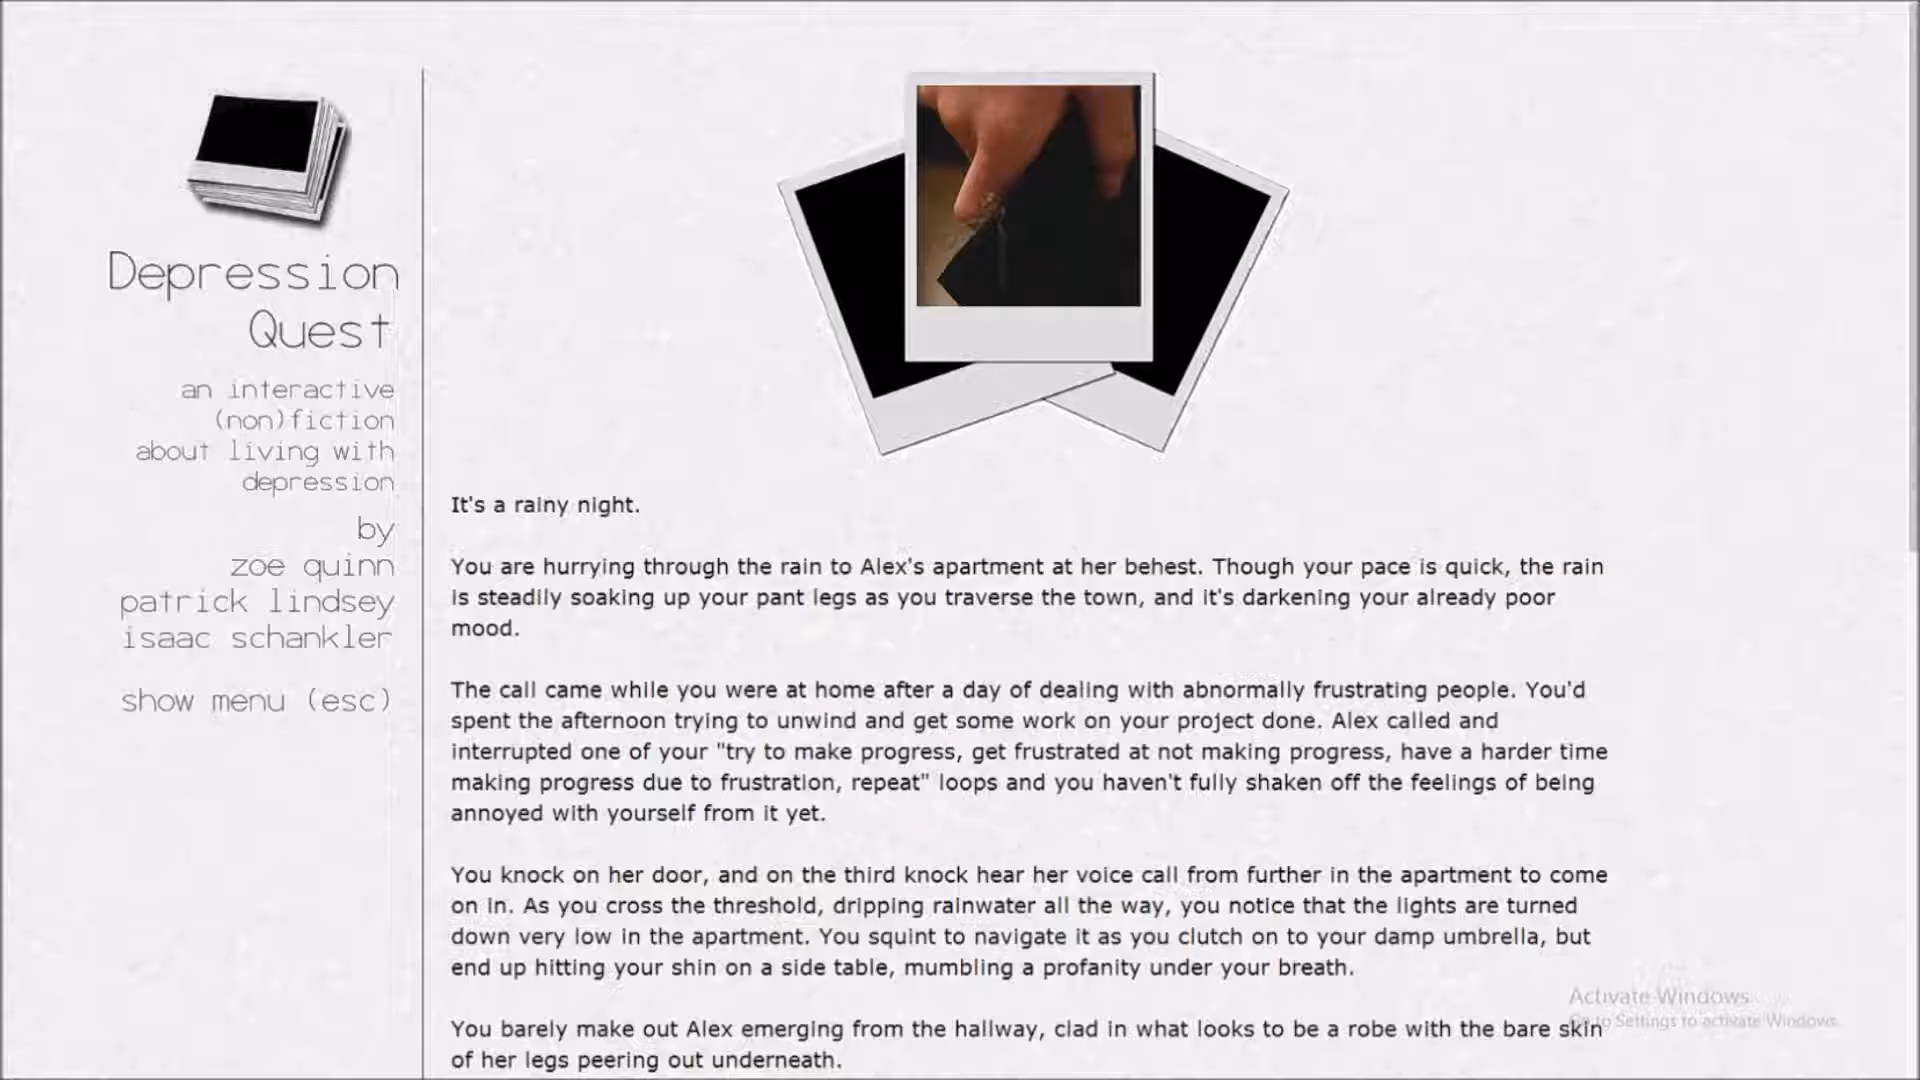 Depression
Quest
an interactive
(non)fiction
about living with
depression
by
zoe quinn
patrick lindsey
isaac schankler
show menu (esc)
It's a rainy night.
You are hurrying through the rain to Alex's apartment at her behest. Though your pace is quick, the rain
is steadily soaking up your pant legs as you traverse the town, and it's darkening your already poor
mood.
The call came while you were at home after a day of dealing with abnormally frustrating people. You'd
spent the afternoon trying to unwind and get some work on your project done. Alex called and
interrupted one of your "try to make progress, get frustrated at not making progress, have a harder time
making progress due to frustration, repeat" loops and you haven't fully shaken off the feelings of being
annoyed with yourself from it yet.
You knock on her door, and on the third knock hear her voice call from further in the apartment to come
on in. As you cross the threshold, dripping rainwater all the way, you notice that the lights are turned
down very low in the apartment. You squint to navigate it as you clutch on to your damp umbrella, but
end up hitting your shin on a side table, mumbling a profanity under your breath.
You barely make out Alex emerging from the hallway, clad in what looks to be a robe with the bare skin
of her legs peering out underneath.
Activate Windows
Go to Settings to activate Windows.